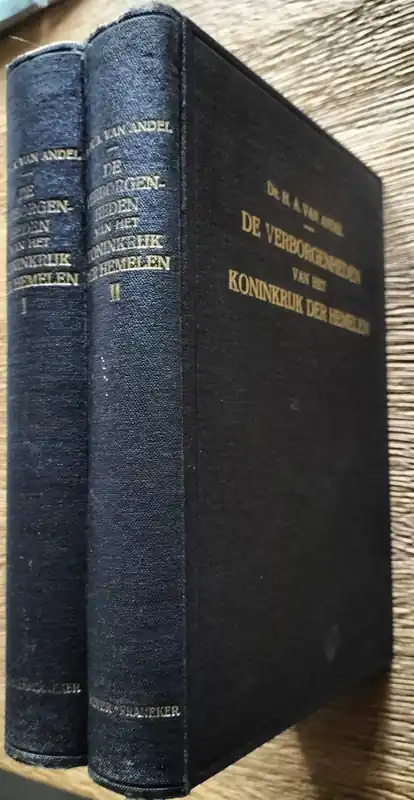 VAN ANDEL
DE
VERBORGEN-
HEDEN
VAN HET
KONINKRIJK
DER HEMELEN
I
A. VAN ANDEL
DE
VERBORGEN-
HEDEN
VAN HET
KONINKRIJK
DER HEMELEN
II
FRANEKER
Dr. H. A. VAN ANDEL
DE VERBORGENHEDEN
VAN HET
KONINKRIJK DER HEMELEN